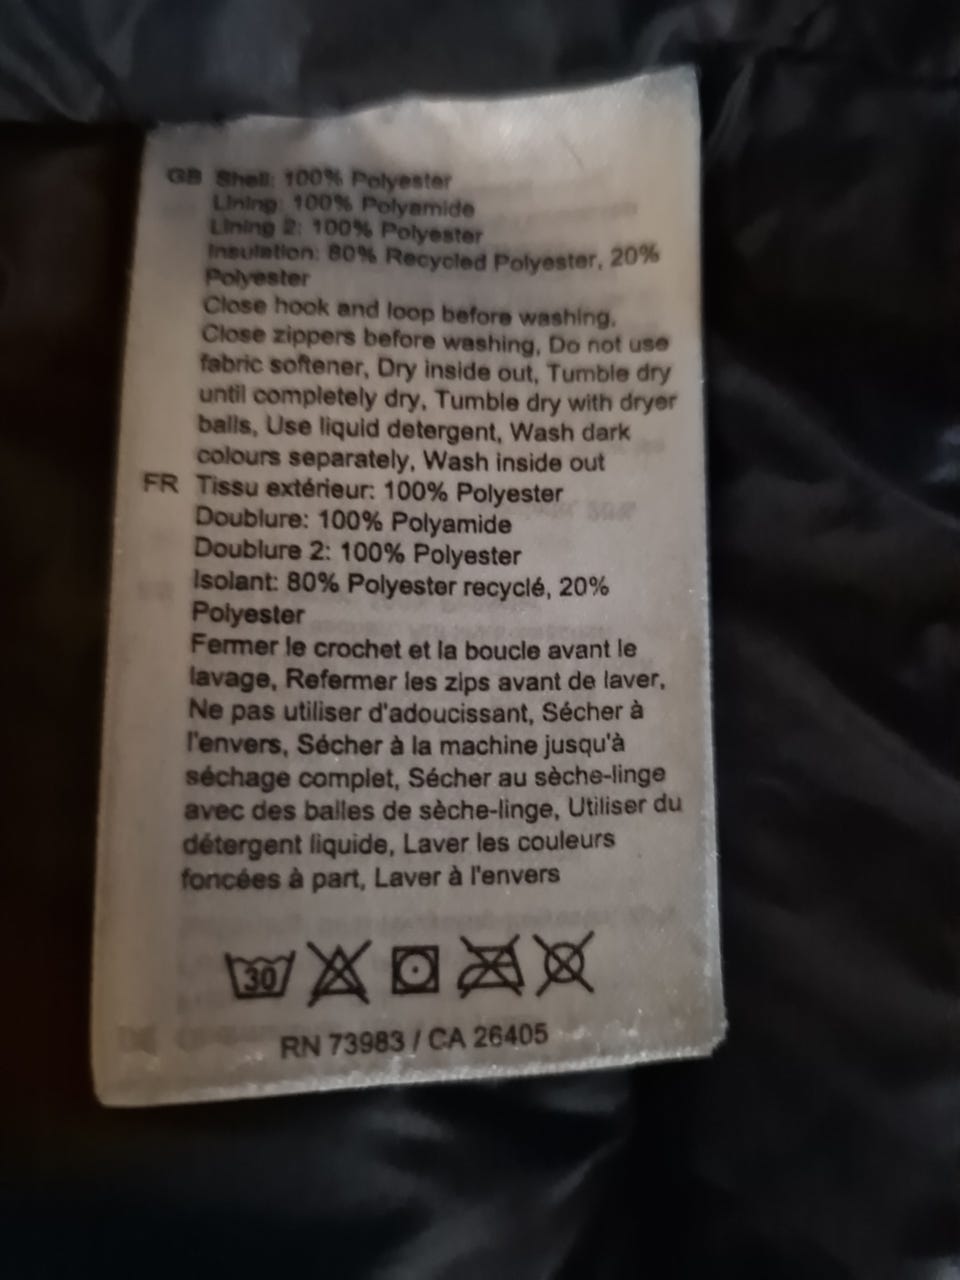 GB Shell: 100% Polyester
Lining: 100% Polyamide
Lining 2: 100% Polyester
Insulation: 80% Recycled Polyester, 20%
Polyester
Close hook and loop before washing,
Close zippers before washing, Do not use
fabric softener, Dry inside out, Tumble dry
until completely dry, Tumble dry with dryer
balls, Use liquid detergent, Wash dark
colours separately, Wash inside out
FR Tissu extérieur: 100% Polyester
Doublure: 100% Polyamide
Doublure 2: 100% Polyester
Isolant: 80% Polyester recyclé, 20%
Polyester
Fermer le crochet et la boucle avant le
lavage, Refermer les zips avant de laver,
Ne pas utiliser d'adoucissant, Sécher à
l'envers, Sécher à la machine jusqu'à
séchage complet, Sécher au sèche-linge
avec des balles de sèche-linge, Utiliser du
détergent liquide, Laver les couleurs
foncées à part, Laver à l'envers
30
RN 73983 / CA 26405